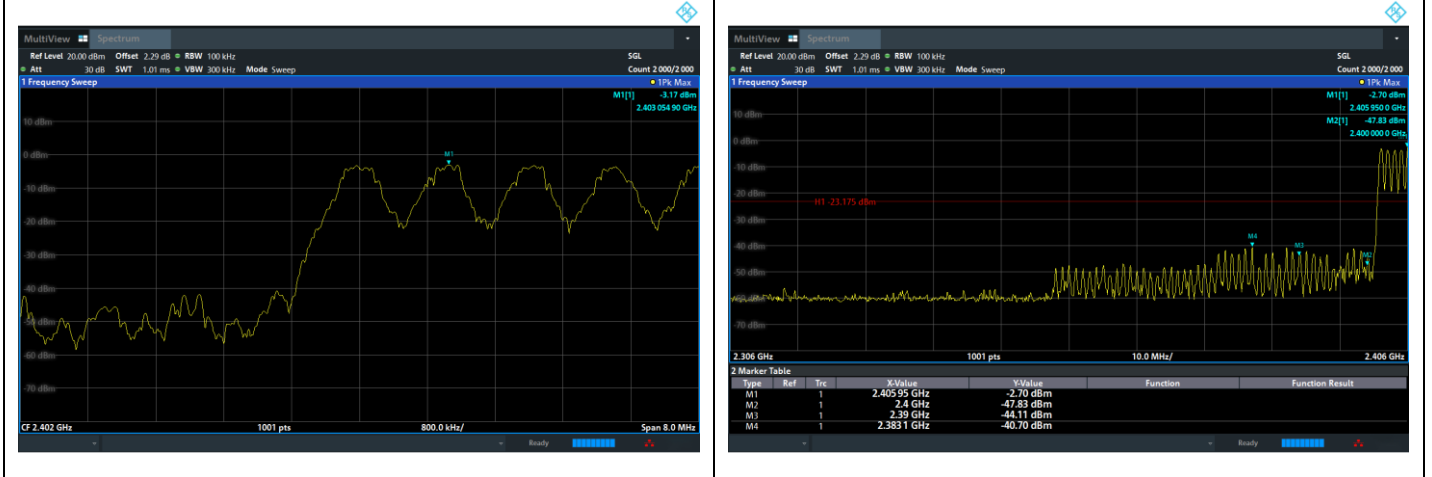 MultiView Spectrum
Ref Level 20.00 dBm Offset 2.29 dB RBW 100 kHz SGL
Att 30 dB SWT 1.01 ms VBW 300 kHz Mode Sweep Count 2 000/2 000
1 Frequency Sweep 1Pk Max
M1[1] -3.17 dBm
2.403 054 90 GHz
10 dBm
M1
0 dBm
-10 dBm
-20 dBm
-30 dBm
-40 dBm
-50 dBm
-60 dBm
-70 dBm
CF 2.402 GHz 1001 pts 800.0 kHz/ Span 8.0 MHz
Ready
MultiView Spectrum
Ref Level 20.00 dBm Offset 2.29 dB RBW 100 kHz SGL
Att 30 dB SWT 1.01 ms VBW 300 kHz Mode Sweep Count 2 000/2 000
1 Frequency Sweep 1Pk Max
M1[1] -2.70 dBm
2.405 950 0 GHz
10 dBm
M2[1] -47.83 dBm
2.400 000 0 GHz
0 dBm
-10 dBm
-20 dBm
H1 -23.175 dBm
-30 dBm
-40 dBm
M4
M3
M2
-50 dBm
-60 dBm
-70 dBm
2.306 GHz 1001 pts 10.0 MHz/ 2.406 GHz
2 Marker Table
Type Ref Trc X-Value Y-Value Function Function Result
M1 1 2.405 95 GHz -2.70 dBm
M2 1 2.4 GHz -47.83 dBm
M3 1 2.39 GHz -44.11 dBm
M4 1 2.383 1 GHz -40.70 dBm
Ready